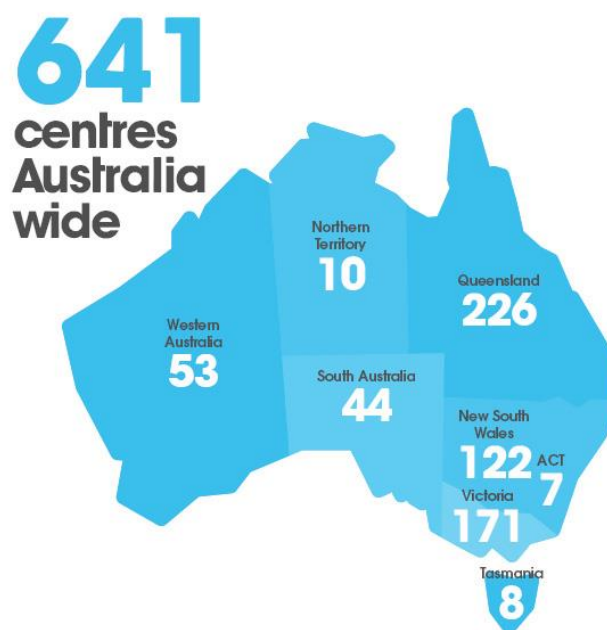 641
centres
Australia
wide
Northern
Territory
10
Queensland
226
Western
Australia
53
South Australia
44
New South
Wales
122
ACT
7
Victoria
171
Tasmania
8